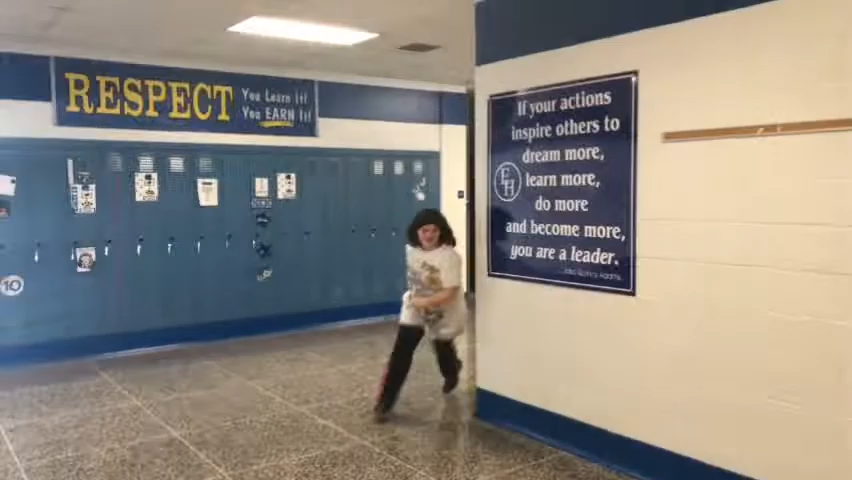 RESPECT
You Learn It!
You EARN It!
If your actions
inspire others to
dream more,
learn more,
do more
and become more,
you are a leader.
EH
10